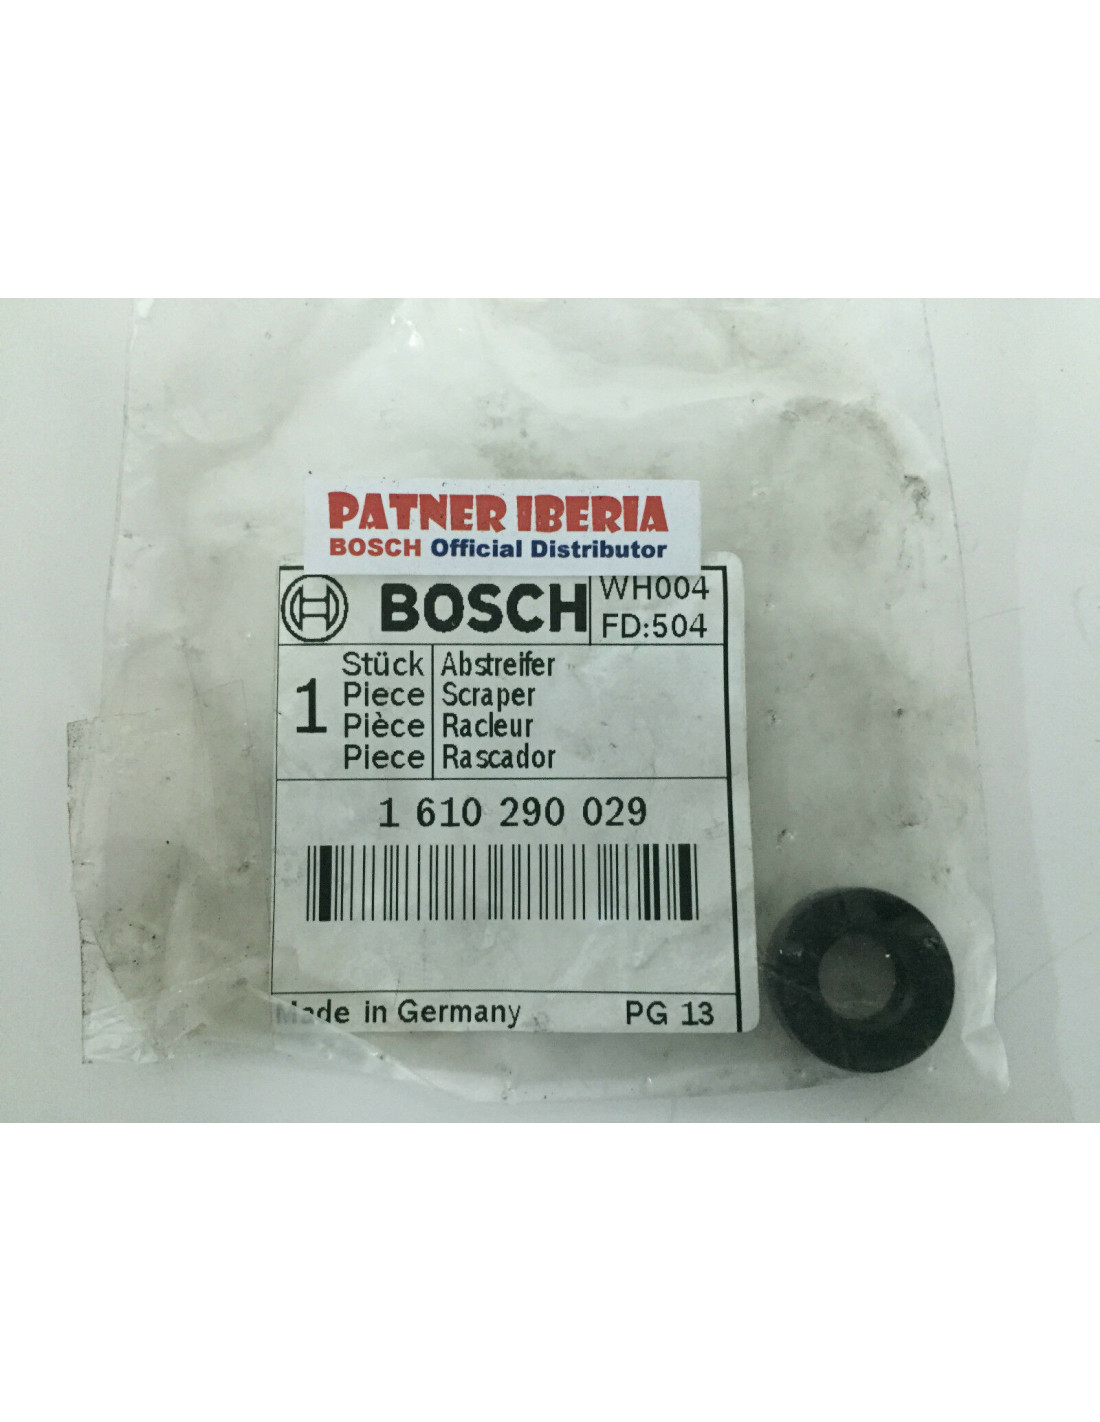 PATNER IBERIA
BOSCH Official Distributor
BOSCH
WH004
FD:504
1
Stück
Piece
Pièce
Piece
Abstreifer
Scraper
Racleur
Rascador
1 610 290 029
Made in Germany
PG 13